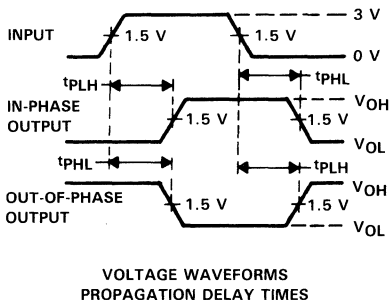 3 V
INPUT
1.5 V
1.5 V
0 V
tPLH
tPHL
IN-PHASE
OUTPUT
VOH
1.5 V
1.5 V
VOL
tPHL
tPLH
OUT-OF-PHASE
OUTPUT
VOH
1.5 V
1.5 V
VOL
VOLTAGE WAVEFORMS
PROPAGATION DELAY TIMES